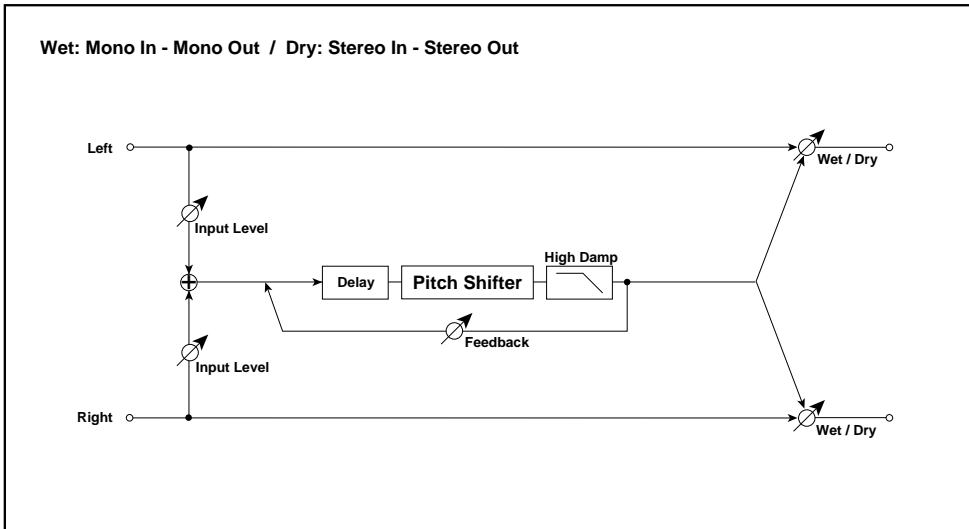 Wet: Mono In - Mono Out / Dry: Stereo In - Stereo Out
Left
Wet / Dry
Input Level
High Damp
Delay
Pitch Shifter
Feedback
Input Level
Right
Wet / Dry